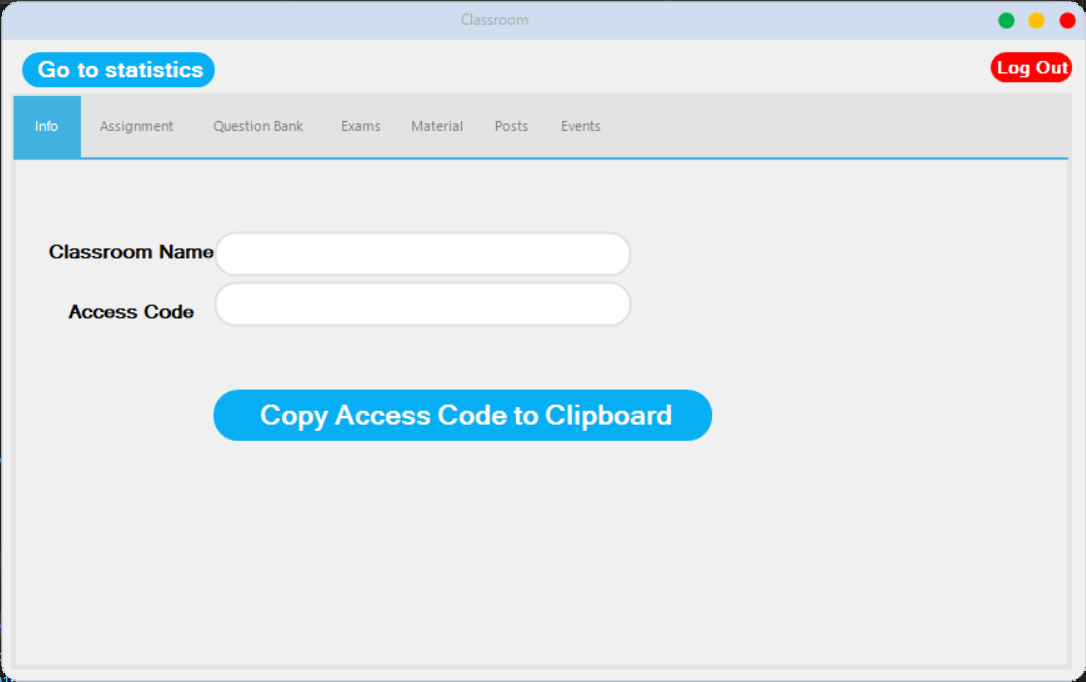 Classroom
Go to statistics
Log Out
Info Assignment Question Bank Exams Material Posts Events
Classroom Name
Access Code
Copy Access Code to Clipboard